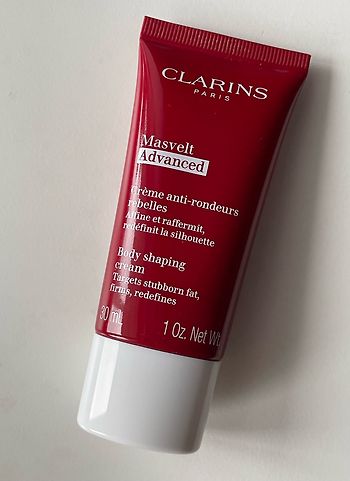 CLARINS
PARIS
Masvelt
Advanced
Crème anti-rondeurs
rebelles
Affine et raffermit,
redéfinit la silhouette
Body shaping
cream
Targets stubborn fat,
firms, redefines
30 mL 1 Oz. Net